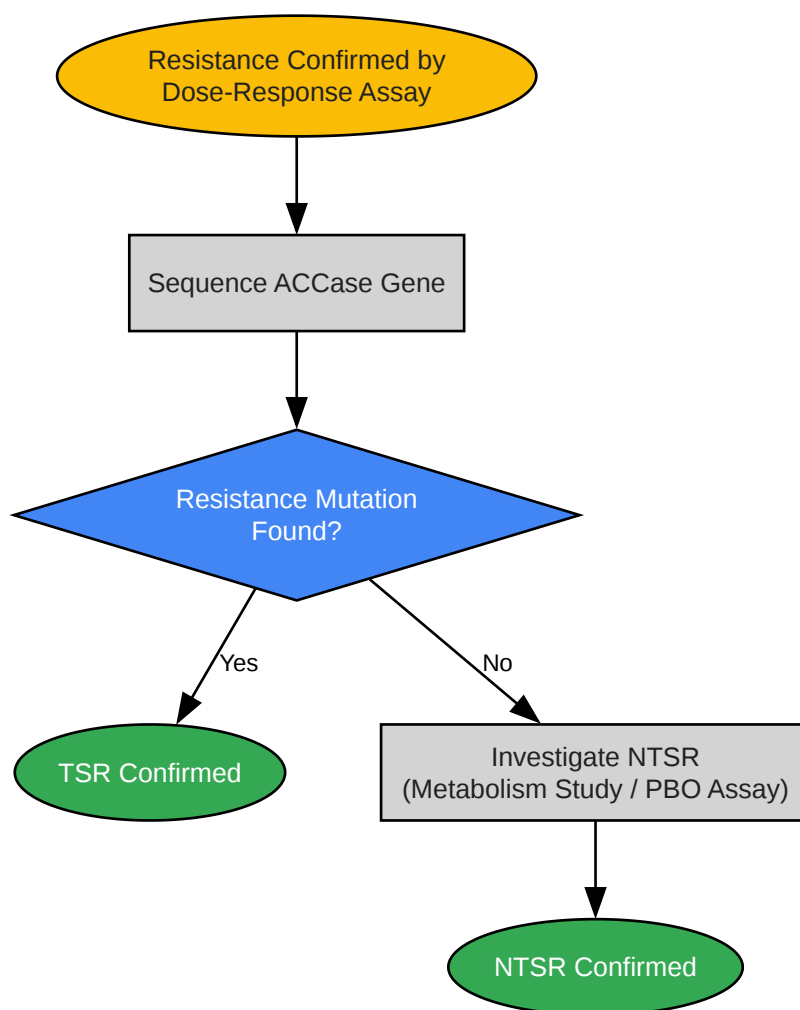 Resistance Confirmed by
Dose-Response Assay
Sequence ACCase Gene
Resistance Mutation
Found?
Yes
No
TSR Confirmed
Investigate NTSR
(Metabolism Study / PBO Assay)
NTSR Confirmed